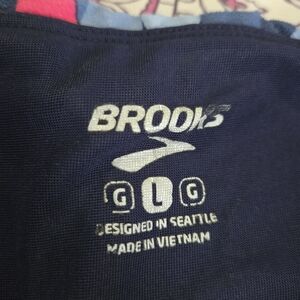 BROOKS
G L G
DESIGNED IN SEATTLE
MADE IN VIETNAM